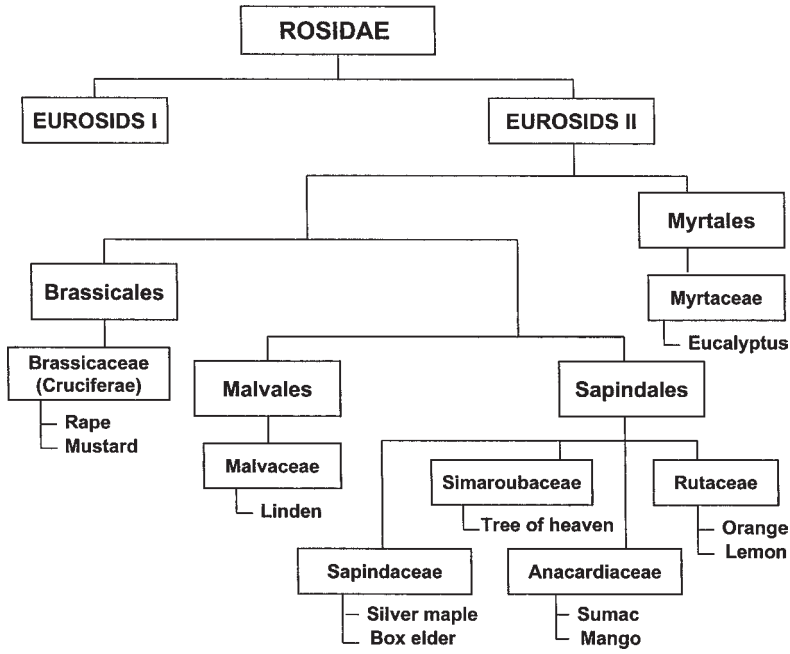 ROSIDAE
EUROSIDS I
EUROSIDS II
Myrtales
Brassicales
Myrtaceae
Eucalyptus
Brassicaceae
(Cruciferae)
Malvales
Sapindales
Rape
Mustard
Malvaceae
Simaroubaceae
Rutaceae
Linden
Tree of heaven
Orange
Lemon
Sapindaceae
Anacardiaceae
Silver maple
Box elder
Sumac
Mango